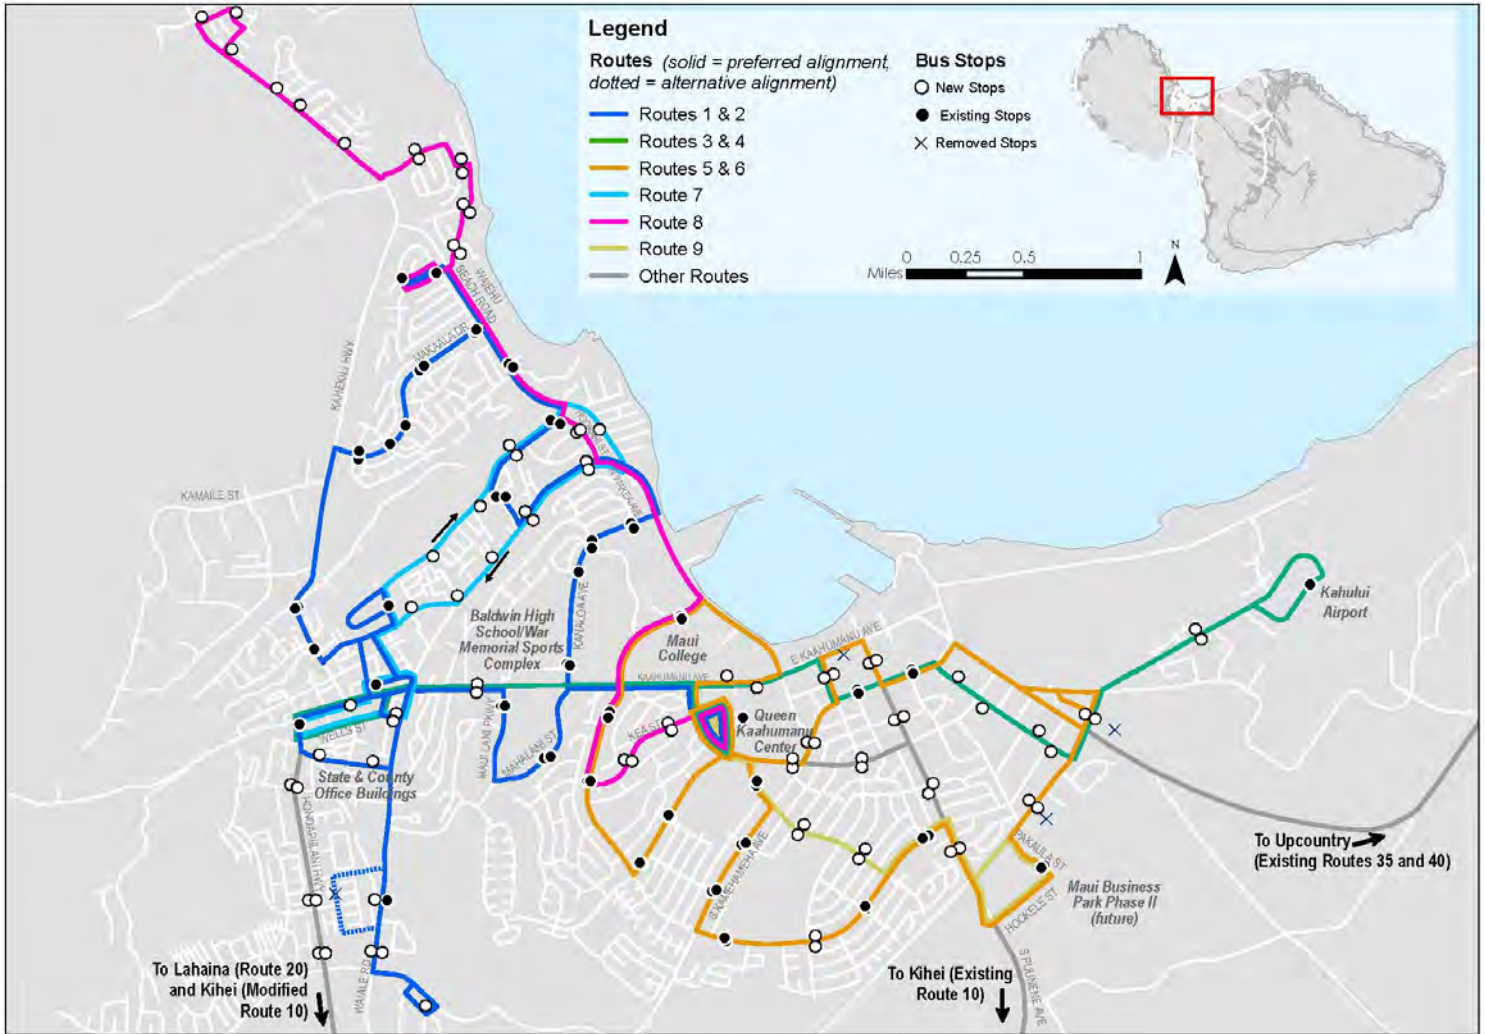 Legend
Routes (solid = preferred alignment,
dotted = alternative alignment)
Routes 1 & 2
Routes 3 & 4
Routes 5 & 6
Route 7
Route 8
Route 9
Other Routes
Bus Stops
New Stops
Existing Stops
Removed Stops
0 0.25 0.5 1
Miles
N
WAIEHU
BEACH ROAD
MAKAALA DR
KAHEKILI HWY
KAMAILE ST
KANALOA AVE
Baldwin High
School/War
Memorial Sports
Complex
Maui
College
KAAHUMANU AVE
E KAAHUMANU AVE
Kahului
Airport
WELLS ST
MAUI LANI PKWY
MAHALANI ST
KEA ST
Queen
Kaahumanu
Center
State & County
Office Buildings
HONOAPIILANI HWY
S KAMEHAMEHA AVE
PAKAULA ST
HOOKELE ST
Maui Business
Park Phase II
(future)
To Upcountry
(Existing Routes 35 and 40)
To Lahaina (Route 20)
and Kihei (Modified
Route 10)
WAIALE RD
To Kihei (Existing
Route 10)
S PUUNENE AVE